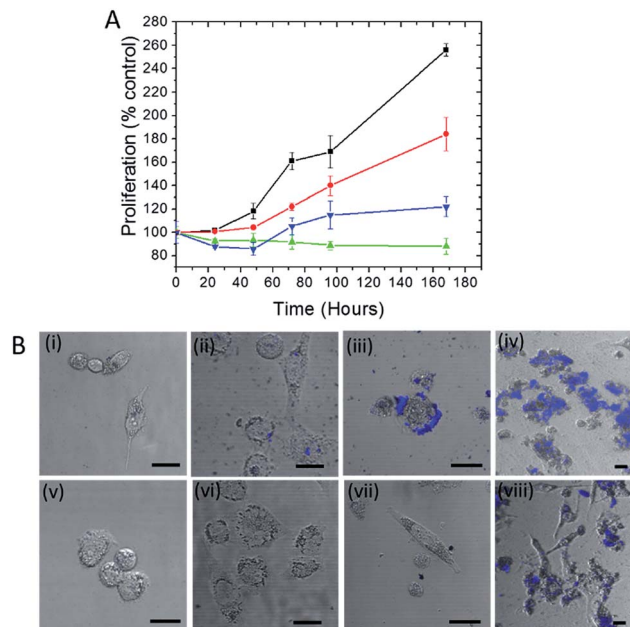 A
280
260
240
220
200
180
160
140
120
100
80
Proliferation (% control)
0 20 40 60 80 100 120 140 160 180
Time (Hours)
B
(i) (ii) (iii) (iv)
(v) (vi) (vii) (viii)